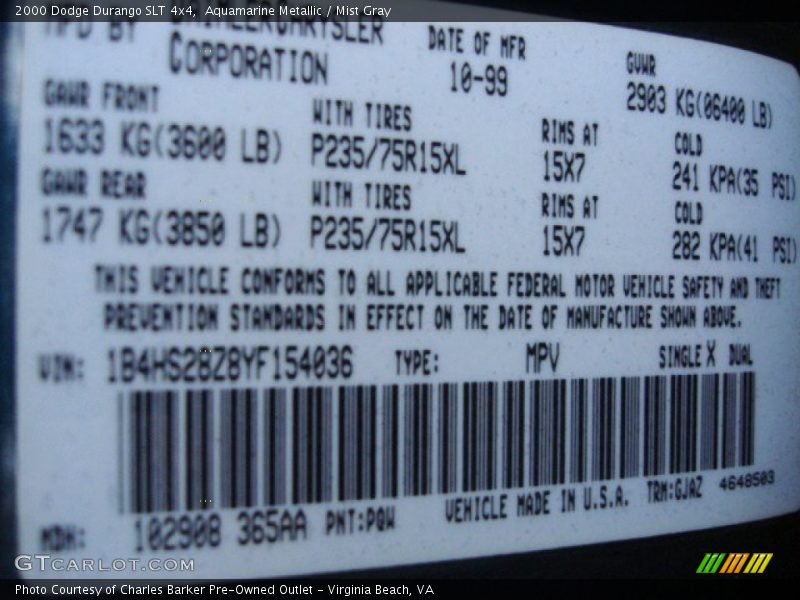 2000 Dodge Durango SLT 4x4, Aquamarine Metallic / Mist Gray
MFD BY DAIMLERCHRYSLER CORPORATION
DATE OF MFR
10-99
GVWR
2903 KG(06400 LB)
GAWR FRONT WITH TIRES RIMS AT COLD
1633 KG(3600 LB) P235/75R15XL 15X7 241 KPA(35 PSI)
GAWR REAR WITH TIRES RIMS AT COLD
1747 KG(3850 LB) P235/75R15XL 15X7 282 KPA(41 PSI)
THIS VEHICLE CONFORMS TO ALL APPLICABLE FEDERAL MOTOR VEHICLE SAFETY AND THEFT
PREVENTION STANDARDS IN EFFECT ON THE DATE OF MANUFACTURE SHOWN ABOVE.
VIN: 1B4HS28Z8YF154036 TYPE: MPV SINGLE X DUAL
MDH: 102908 365AA PNT:PQW VEHICLE MADE IN U.S.A. TRM:GJAZ 4648503
GTCARLOT.COM
Photo Courtesy of Charles Barker Pre-Owned Outlet - Virginia Beach, VA